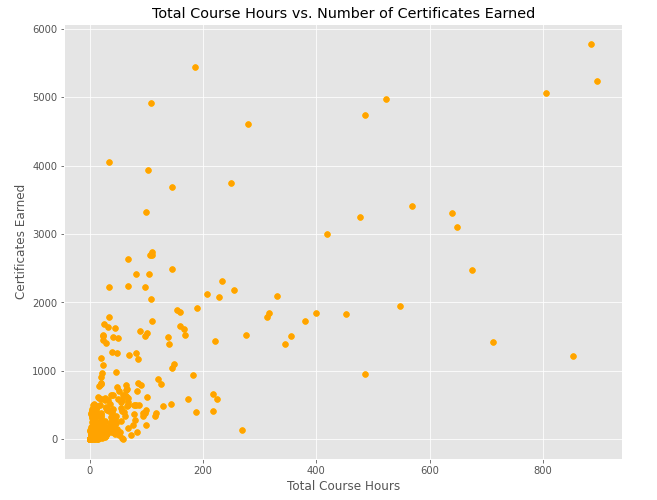 Total Course Hours vs. Number of Certificates Earned
6000
5000
4000
3000
2000
1000
0
Certificates Earned
0 200 400 600 800
Total Course Hours